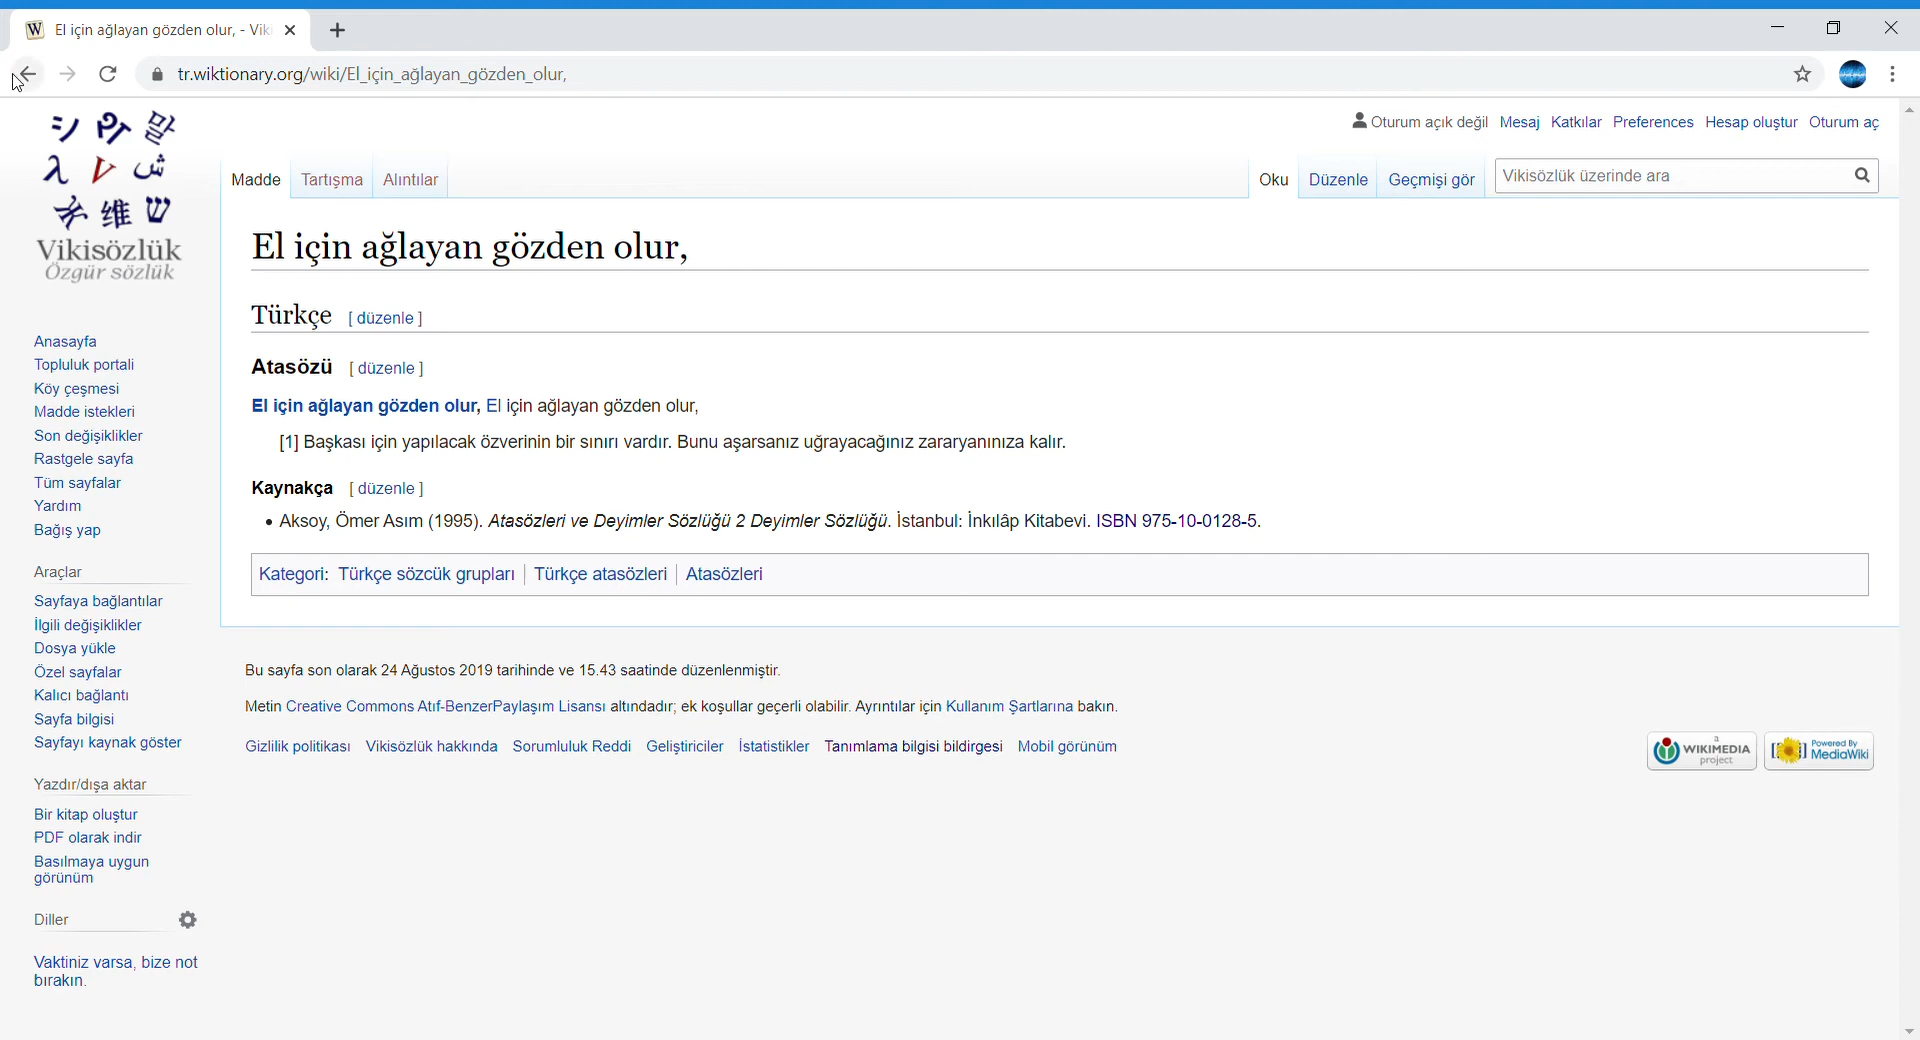 El için ağlayan gözden olur, - Vik
tr.wiktionary.org/wiki/El_için_ağlayan_gözden_olur,
Oturum açık değil Mesaj Katkılar Preferences Hesap oluştur Oturum aç
Madde Tartışma Alıntılar Oku Düzenle Geçmişi gör Vikisözlük üzerinde ara
Vikisözlük
Özgür sözlük
El için ağlayan gözden olur,
Türkçe [ düzenle ]
Atasözü [ düzenle ]
El için ağlayan gözden olur, El için ağlayan gözden olur,
[1] Başkası için yapılacak özverinin bir sınırı vardır. Bunu aşarsanız uğrayacağınız zararyanınıza kalır.
Kaynakça [ düzenle ]
• Aksoy, Ömer Asım (1995). Atasözleri ve Deyimler Sözlüğü 2 Deyimler Sözlüğü. İstanbul: İnkılâp Kitabevi. ISBN 975-10-0128-5.
Kategori: Türkçe sözcük grupları Türkçe atasözleri Atasözleri
Anasayfa
Topluluk portali
Köy çeşmesi
Madde istekleri
Son değişiklikler
Rastgele sayfa
Tüm sayfalar
Yardım
Bağış yap
Araçlar
Sayfaya bağlantılar
İlgili değişiklikler
Dosya yükle
Özel sayfalar
Kalıcı bağlantı
Sayfa bilgisi
Sayfayı kaynak göster
Yazdır/dışa aktar
Bir kitap oluştur
PDF olarak indir
Basılmaya uygun
görünüm
Diller
Vaktiniz varsa, bize not
bırakın.
Bu sayfa son olarak 24 Ağustos 2019 tarihinde ve 15.43 saatinde düzenlenmiştir.
Metin Creative Commons Atıf-BenzerPaylaşım Lisansı altındadır; ek koşullar geçerli olabilir. Ayrıntılar için Kullanım Şartlarına bakın.
Gizlilik politikası Vikisözlük hakkında Sorumluluk Reddi Geliştiriciler İstatistikler Tanımlama bilgisi bildirgesi Mobil görünüm
a
WIKIMEDIA
project
Powered By
MediaWiki